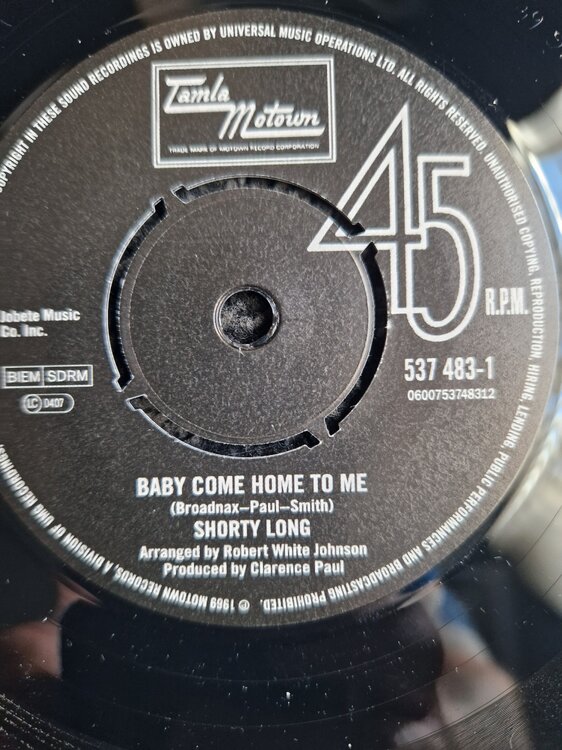 COPYRIGHT IN THESE SOUND RECORDINGS IS OWNED BY UNIVERSAL MUSIC OPERATIONS LTD. ALL RIGHTS RESERVED. UNAUTHORISED COPYING, REPRODUCTION, HIRING, LENDING, PUBLIC PERFORMANCES AND BROADCASTING PROHIBITED.
Tamla
Motown
TRADE MARK OF MOTOWN RECORD CORPORATION
45
R.P.M.
Jobete Music
Co. Inc.
BIEM SDRM
LC 0407
537 483-1
0600753748312
BABY COME HOME TO ME
(Broadnax–Paul–Smith)
SHORTY LONG
Arranged by Robert White Johnson
Produced by Clarence Paul
℗ 1969 MOTOWN RECORDS, A DIVISION OF UMG RECORDINGS,